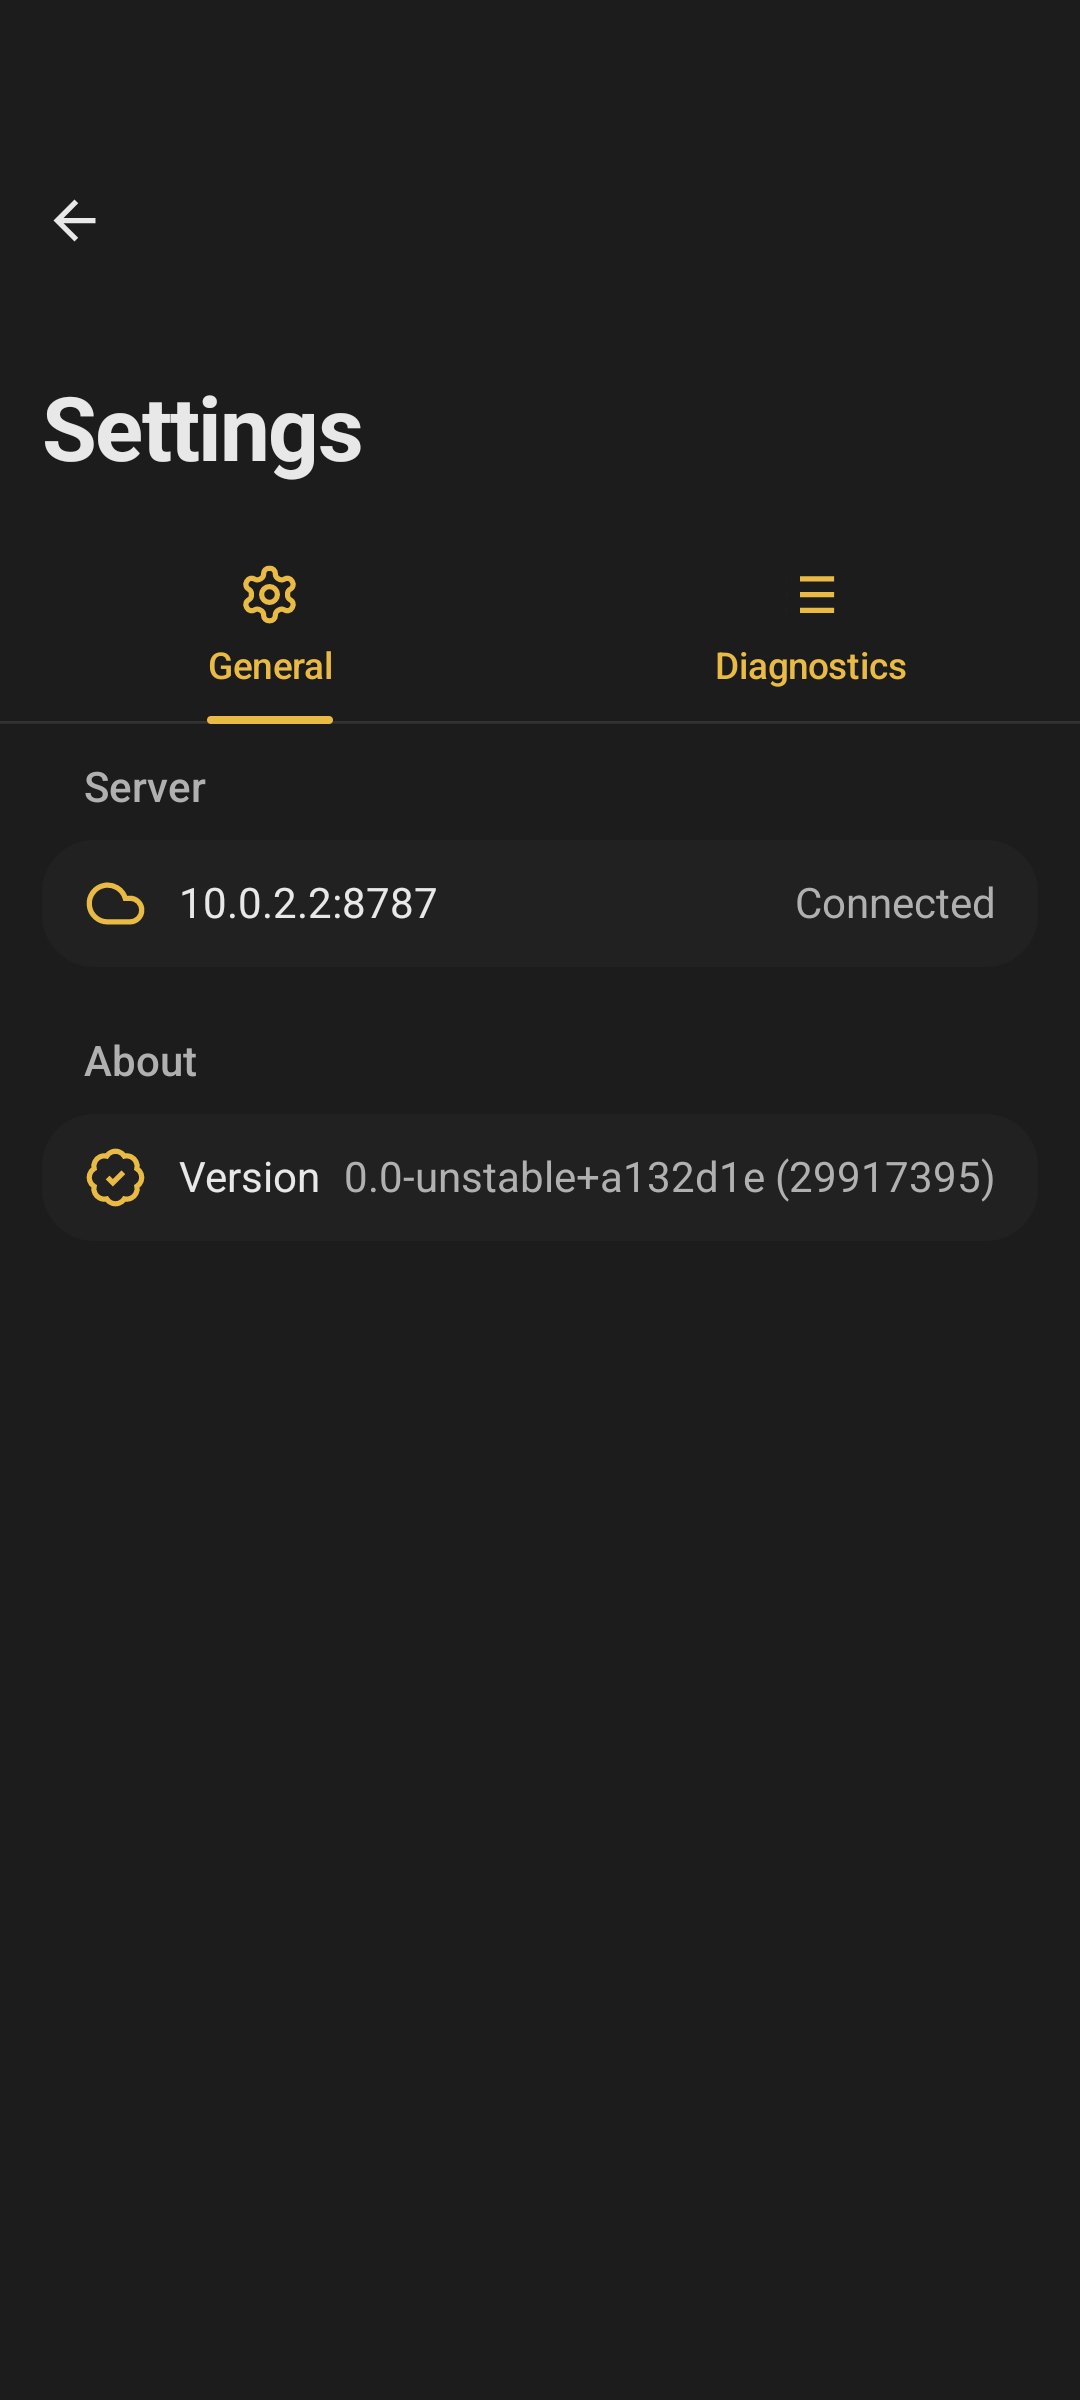 Settings
General
Diagnostics
Server
10.0.2.2:8787 Connected
About
Version 0.0-unstable+a132d1e (29917395)